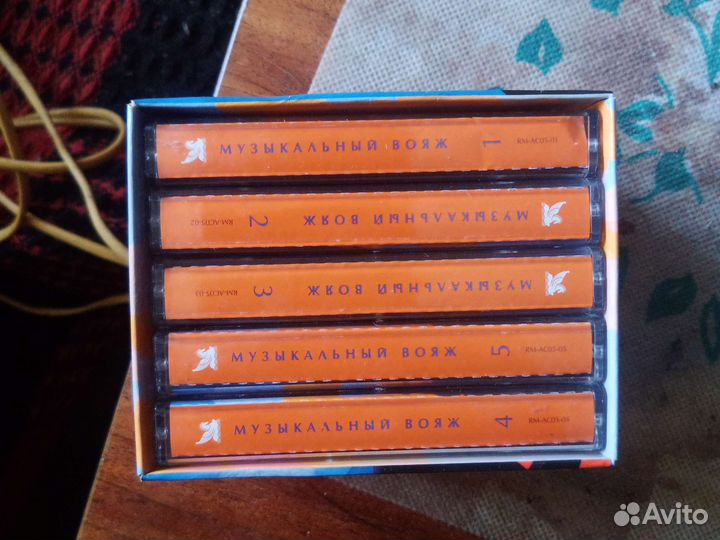 МУЗЫКАЛЬНЫЙ ВОЯЖ 1 RM-AC05-01
МУЗЫКАЛЬНЫЙ ВОЯЖ 2 RM-AC05-02
МУЗЫКАЛЬНЫЙ ВОЯЖ 3 RM-AC05-03
МУЗЫКАЛЬНЫЙ ВОЯЖ 5 RM-AC05-05
МУЗЫКАЛЬНЫЙ ВОЯЖ 4 RM-AC05-04
Avito